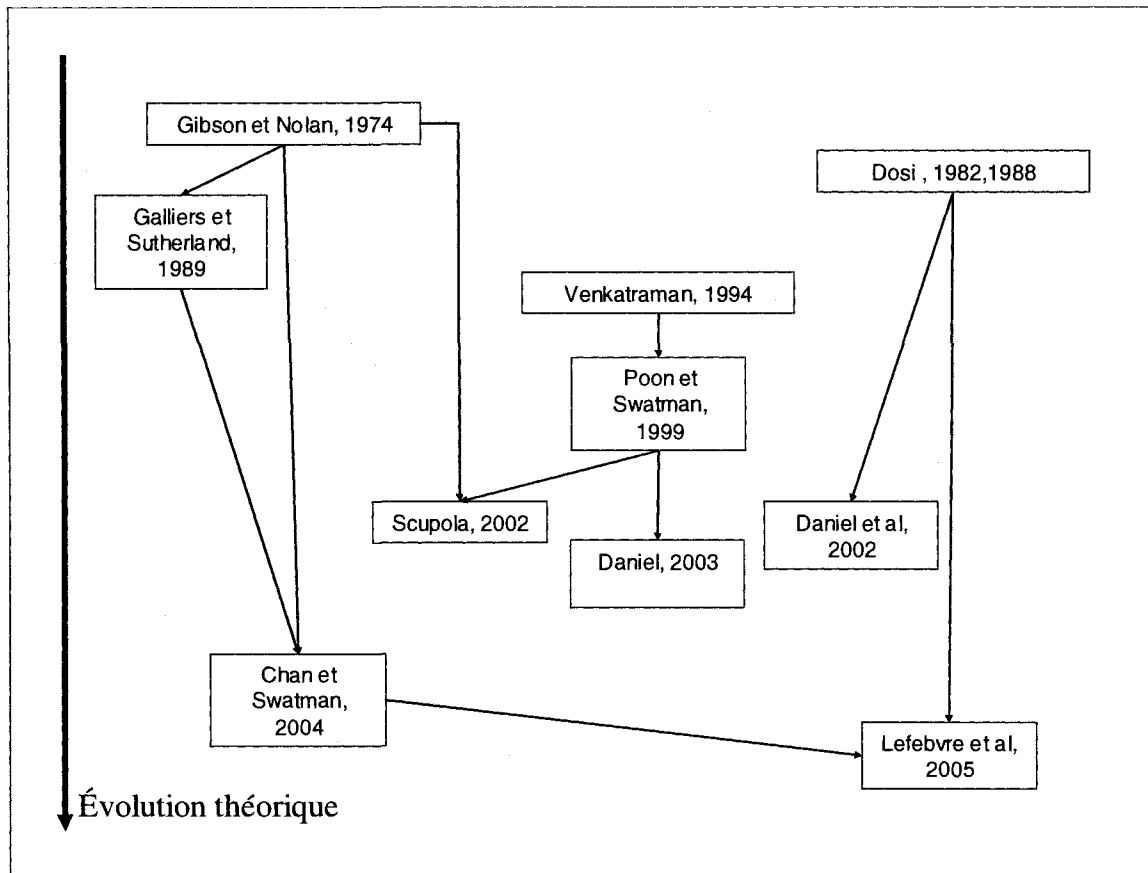 Gibson et Nolan, 1974
Dosi , 1982,1988
Galliers et
Sutherland,
1989
Venkatraman, 1994
Poon et
Swatman,
1999
Scupola, 2002
Daniel et al,
2002
Daniel, 2003
Chan et
Swatman,
2004
Lefebvre et al,
2005
Évolution théorique